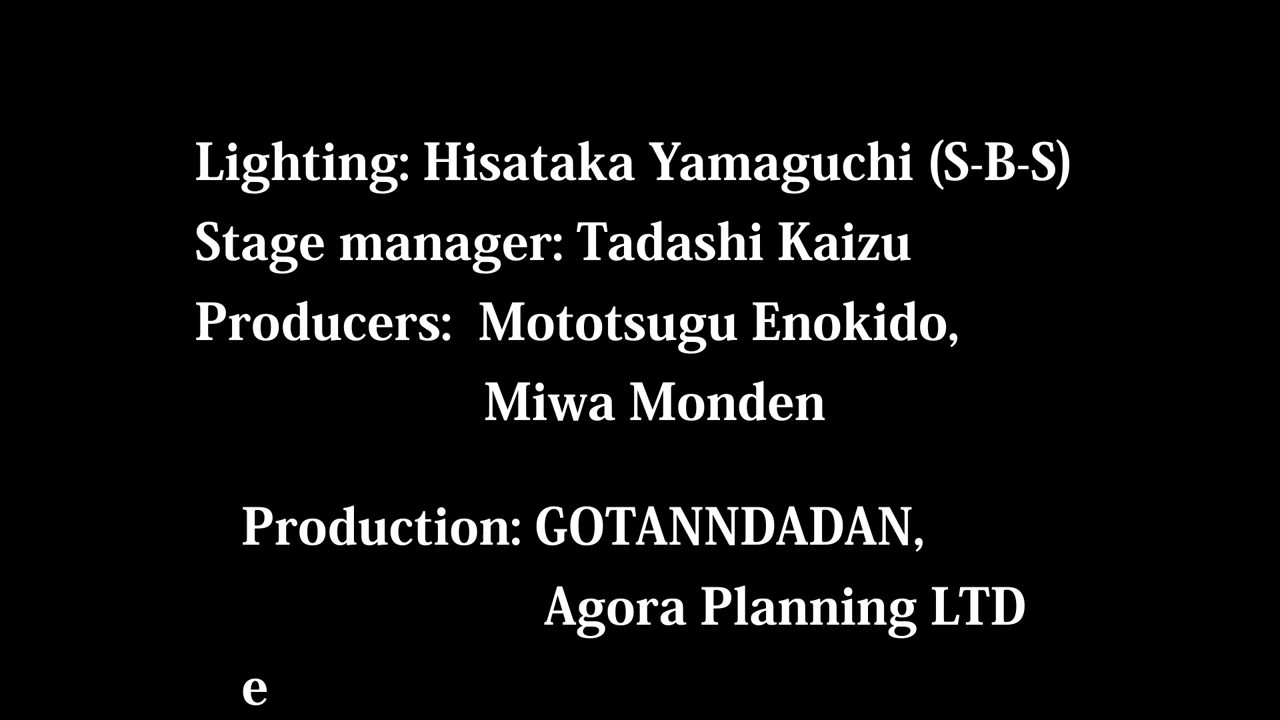 Lighting: Hisataka Yamaguchi (S-B-S)
Stage manager: Tadashi Kaizu
Producers: Mototsugu Enokido,
Miwa Monden
Production: GOTANNDADAN,
Agora Planning LTD
e